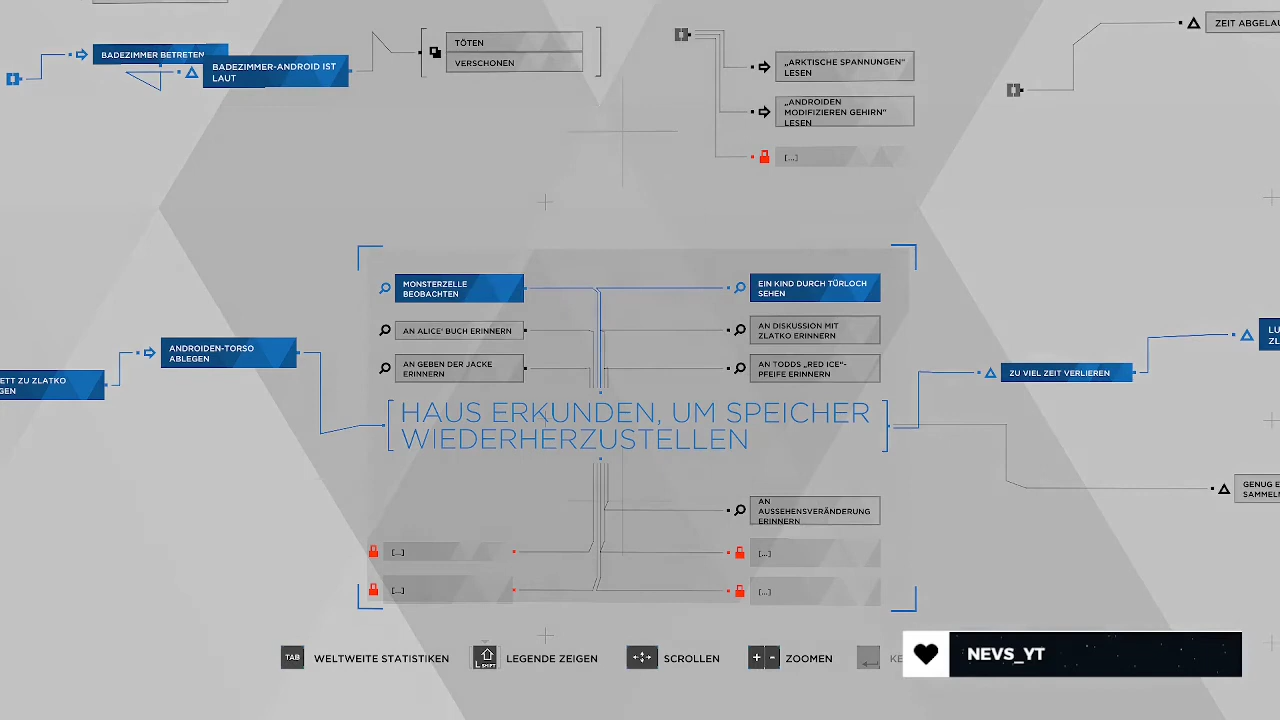 ZEIT ABGELAU
TÖTEN
VERSCHONEN
BADEZIMMER BETRETEN
BADEZIMMER-ANDROID IST
LAUT
„ARKTISCHE SPANNUNGEN“
LESEN
„ANDROIDEN
MODIFIZIEREN GEHIRN“
LESEN
[...]
MONSTERZELLE
BEOBACHTEN
EIN KIND DURCH TÜRLOCH
SEHEN
AN ALICE' BUCH ERINNERN
AN DISKUSSION MIT
ZLATKO ERINNERN
AN GEBEN DER JACKE
ERINNERN
AN TODDS „RED ICE“-
PFEIFE ERINNERN
ANDROIDEN-TORSO
ABLEGEN
ETT ZU ZLATKO
GEN
LU
ZL
ZU VIEL ZEIT VERLIEREN
HAUS ERKUNDEN, UM SPEICHER
WIEDERHERZUSTELLEN
GENUG E
SAMMELN
AN
AUSSEHENSVERÄNDERUNG
ERINNERN
[...]
[...]
[...]
[...]
TAB WELTWEITE STATISTIKEN
L SHIFT LEGENDE ZEIGEN
SCROLLEN
+ - ZOOMEN
KE
NEVS_YT